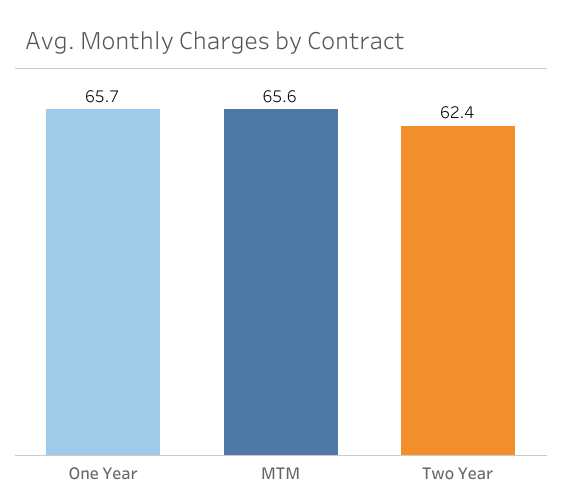 Avg. Monthly Charges by Contract
65.7
65.6
62.4
One Year
MTM
Two Year